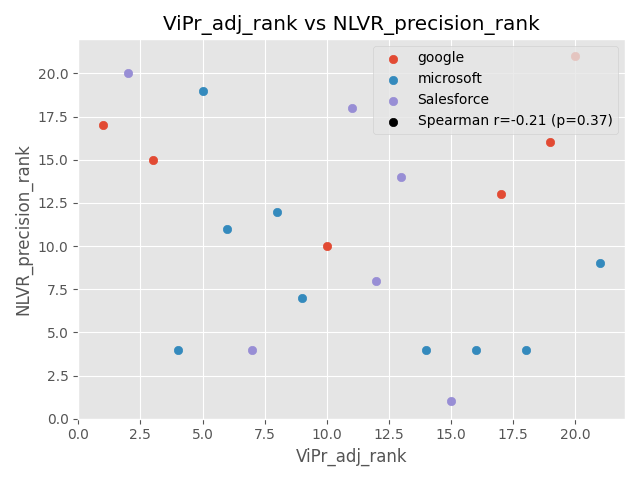 ViPr_adj_rank vs NLVR_precision_rank
google
microsoft
Salesforce
Spearman r=-0.21 (p=0.37)
NLVR_precision_rank
20.0
17.5
15.0
12.5
10.0
7.5
5.0
2.5
0.0
0.0 2.5 5.0 7.5 10.0 12.5 15.0 17.5 20.0
ViPr_adj_rank